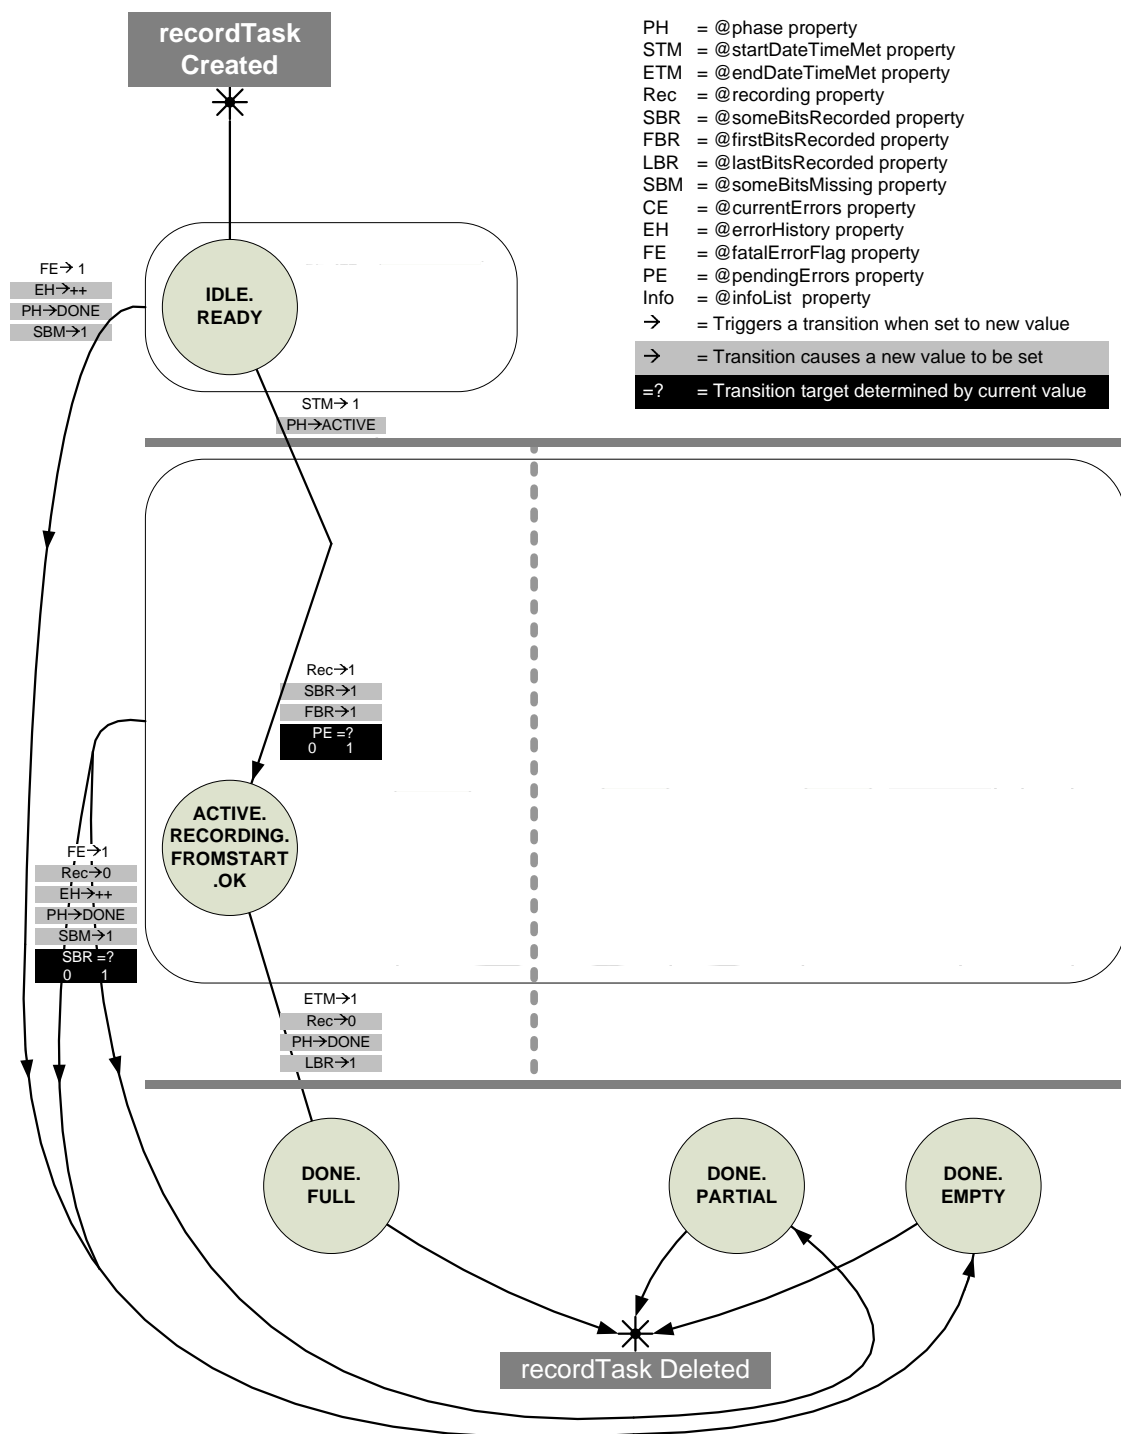 recordTask
Created
PH = @phase property
STM = @startDateTimeMet property
ETM = @endDateTimeMet property
Rec = @recording property
SBR = @someBitsRecorded property
FBR = @firstBitsRecorded property
LBR = @lastBitsRecorded property
SBM = @someBitsMissing property
CE = @currentErrors property
EH = @errorHistory property
FE = @fatalErrorFlag property
PE = @pendingErrors property
Info = @infoList property
→ = Triggers a transition when set to new value
→ = Transition causes a new value to be set
=? = Transition target determined by current value
FE→1
EH→++
PH→DONE
SBM→1
IDLE.
READY
STM→1
PH→ACTIVE
Rec→1
SBR→1
FBR→1
PE =?
0 1
ACTIVE.
RECORDING.
FROMSTART
.OK
FE→1
Rec→0
EH→++
PH→DONE
SBM→1
SBR =?
0 1
ETM→1
Rec→0
PH→DONE
LBR→1
DONE.
FULL
DONE.
PARTIAL
DONE.
EMPTY
recordTask Deleted